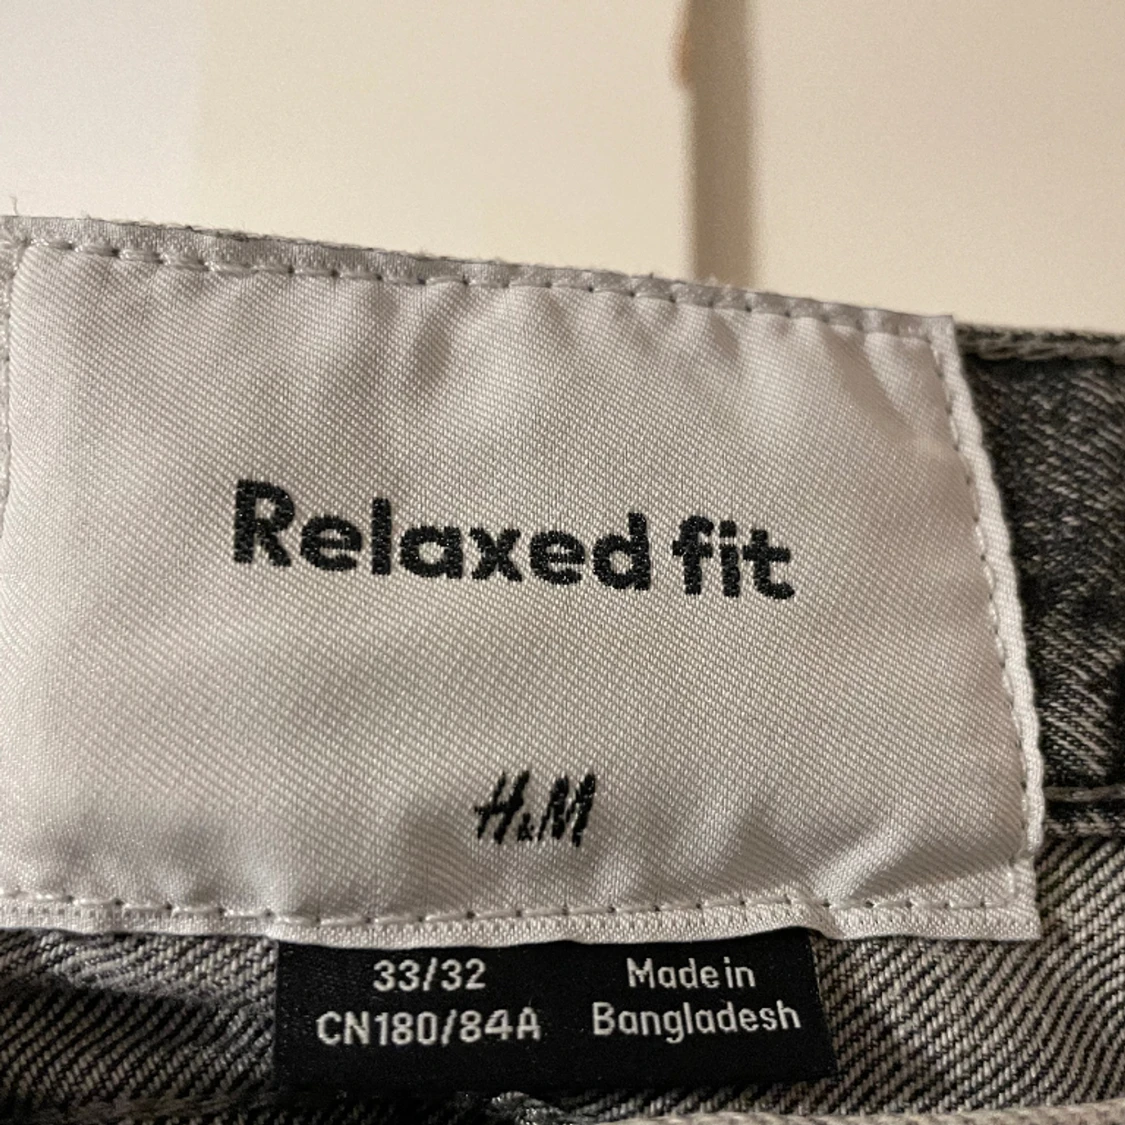 Relaxed fit
H&M
33/32
CN180/84A
Made in
Bangladesh